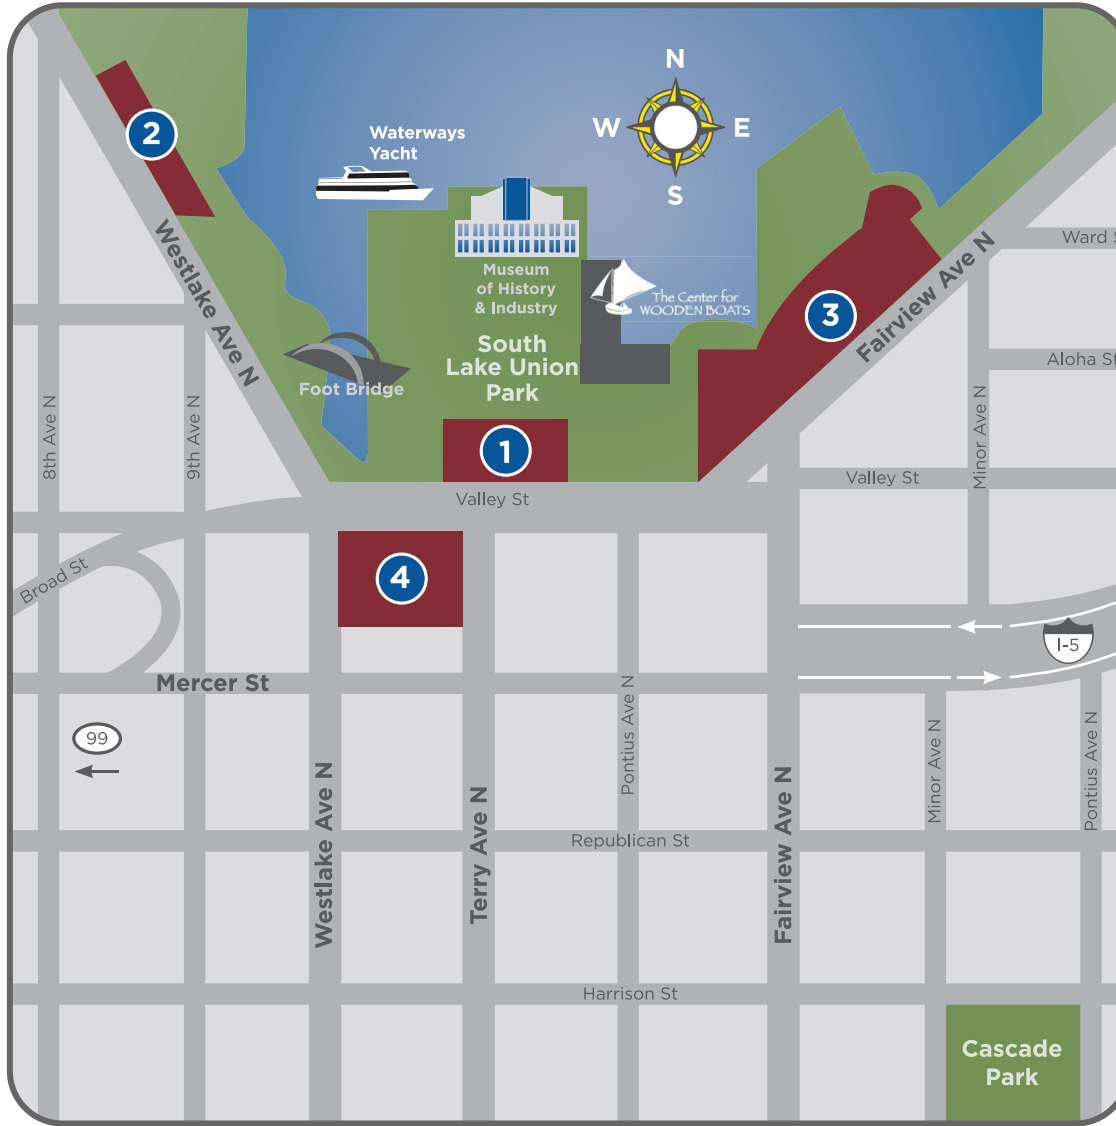 N
W
E
S
2
Waterways
Yacht
Westlake Ave N
Museum
of History
& Industry
The Center for
WOODEN BOATS
3
Fairview Ave N
Ward S
Aloha St
South
Lake Union
Park
Foot Bridge
8th Ave N
9th Ave N
Minor Ave N
1
Valley St
Valley St
Broad St
4
I-5
Mercer St
99
Westlake Ave N
Terry Ave N
Pontius Ave N
Fairview Ave N
Minor Ave N
Pontius Ave N
Republican St
Harrison St
Cascade
Park